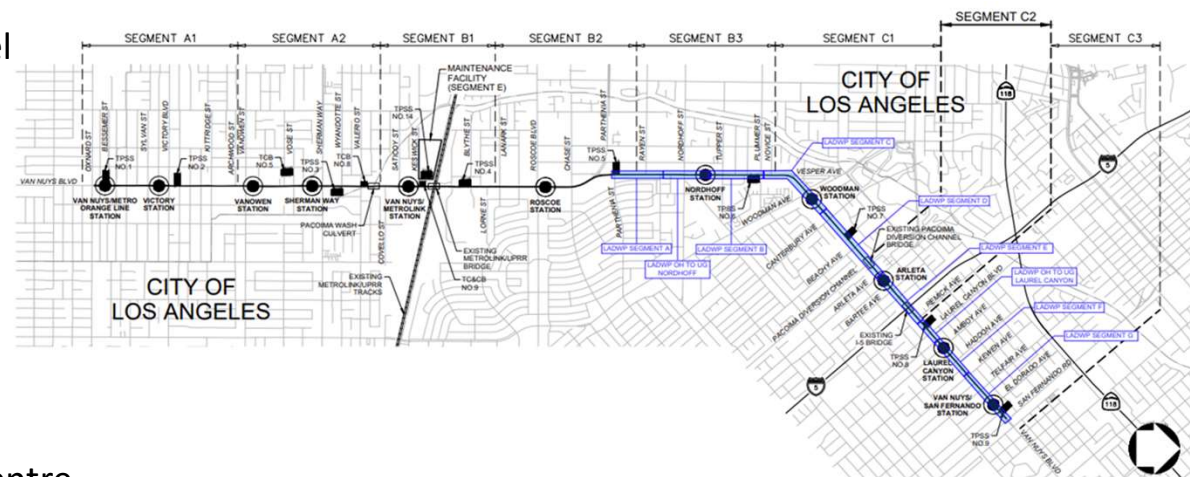 el
SEGMENT C2
SEGMENT A1
SEGMENT A2
SEGMENT B1
SEGMENT B2
SEGMENT B3
SEGMENT C1
SEGMENT C3
MAINTENANCE
FACILITY
(SEGMENT E)
CITY OF
LOS ANGELES
118
5
OXNARD ST
BESSEMER ST
SYLVAN ST
VICTORY BLVD
KITTRIDGE ST
ARCHWOOD ST
VANOWEN ST
VOSE ST
SHERMAN WAY
WYANDOTTE ST
VALERIO ST
SATICOY ST
KESWICK ST
BLYTHE ST
LANARK ST
ROSCOE BLVD
CHASE ST
PARTHENIA ST
RAYEN ST
NORDHOFF ST
TUPPER ST
PLUMMER ST
NOVICE ST
TPSS
NO.1
TPSS
NO.2
TCB
NO.5
TPSS
NO.3
TCB
NO.8
TPSS
NO.14
TPSS
NO.4
TPSS
NO.5
LADWP SEGMENT C
VESPER AVE
VAN NUYS BLVD
VAN NUYS/METRO
ORANGE LINE
STATION
VICTORY
STATION
VANOWEN
STATION
SHERMAN WAY
STATION
VAN NUYS/
METROLINK
STATION
ROSCOE
STATION
NORDHOFF
STATION
TPSS
NO.6
WOODMAN
STATION
LADWP SEGMENT D
PACOIMA WASH
CULVERT
COVELLO ST
LORNE ST
PARTHENIA ST
WOODMAN AVE
TPSS
NO.7
EXISTING PACOIMA
DIVERSION CHANNEL
BRIDGE
LADWP SEGMENT A
LADWP SEGMENT B
LADWP OH TO UG
NORDHOFF
CANTERBURY AVE
LADWP SEGMENT E
EXISTING
METROLINK/UPRR
BRIDGE
TC&CB
NO.9
EXISTING
METROLINK/UPRR
TRACKS
BEACHY AVE
PACOIMA DIVERSION CHANNEL
ARLETA AVE
BARTEE AVE
ARLETA
STATION
REMICK AVE
LAUREL CANYON BLVD
LADWP OH TO UG
LAUREL CANYON
CITY OF
LOS ANGELES
EXISTING
I-5 BRIDGE
AMBOY AVE
HADDON AVE
KEWEN AVE
TELFAIR AVE
EL DORADO AVE
SAN FERNANDO RD
LADWP SEGMENT F
LADWP SEGMENT G
TPSS
NO.8
LAUREL
CANYON
STATION
5
VAN NUYS/
SAN FERNANDO
STATION
118
TPSS
NO.9
VAN NUYS BLVD